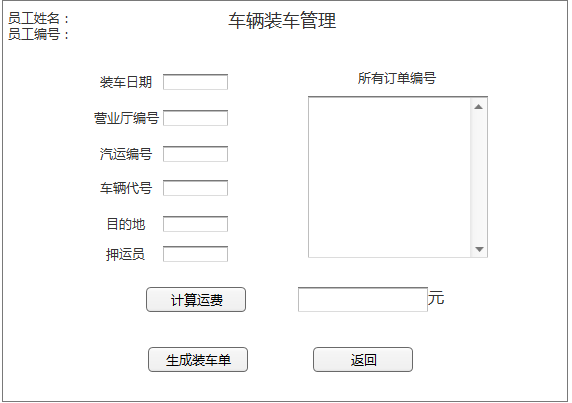 车辆装车管理
员工姓名：
员工编号：
装车日期
营业厅编号
汽运编号
车辆代号
目的地
押运员
所有订单编号
计算运费
元
生成装车单
返回